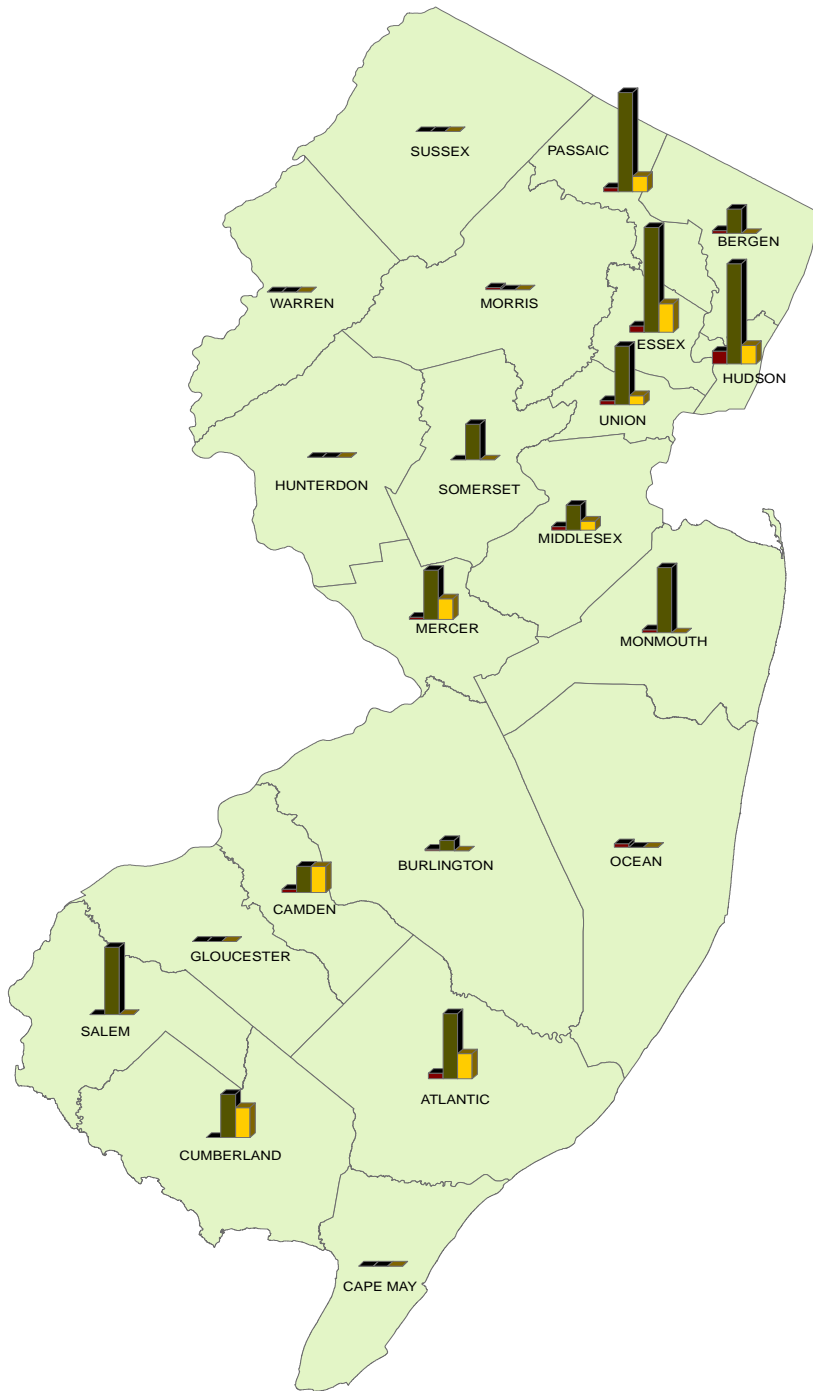 SUSSEX
PASSAIC
BERGEN
WARREN
MORRIS
ESSEX
HUDSON
UNION
HUNTERDON
SOMERSET
MIDDLESEX
MERCER
MONMOUTH
BURLINGTON
OCEAN
CAMDEN
GLOUCESTER
SALEM
ATLANTIC
CUMBERLAND
CAPE MAY